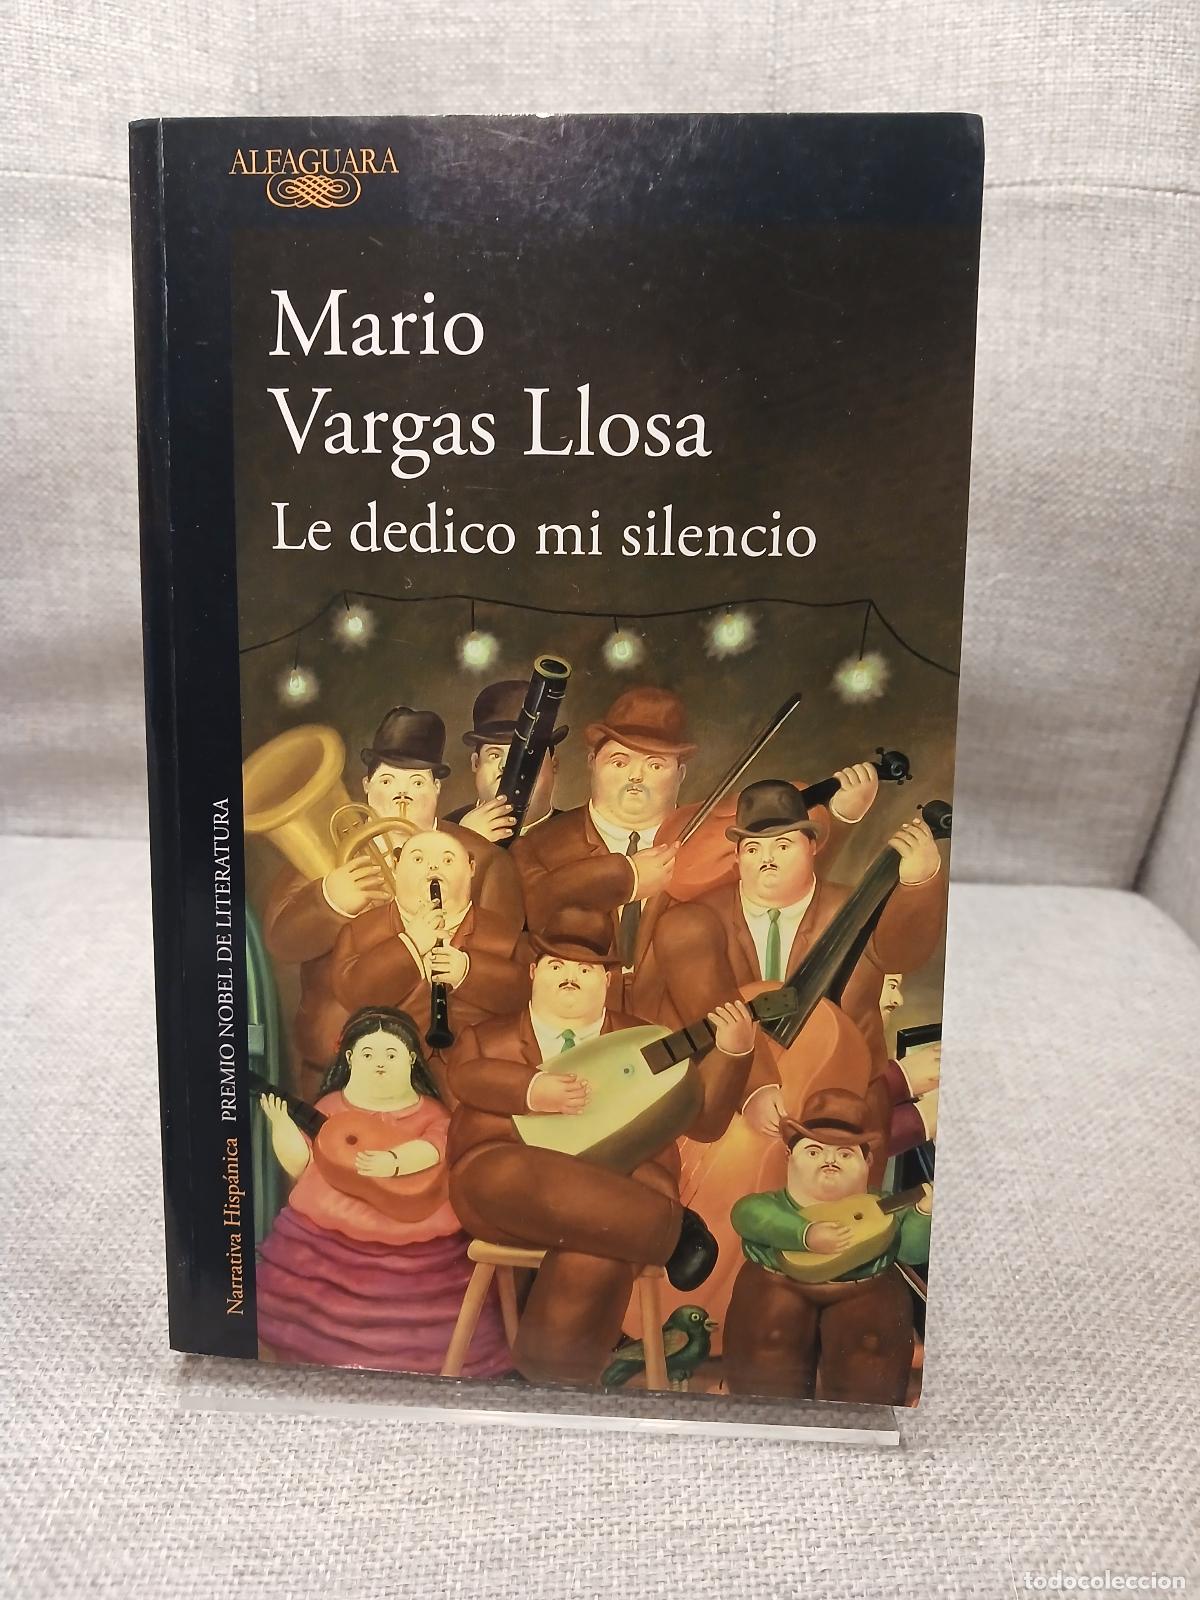 ALFAGUARA
Mario
Vargas Llosa
Le dedico mi silencio
Narrativa Hispánica PREMIO NOBEL DE LITERATURA
todocoleccion